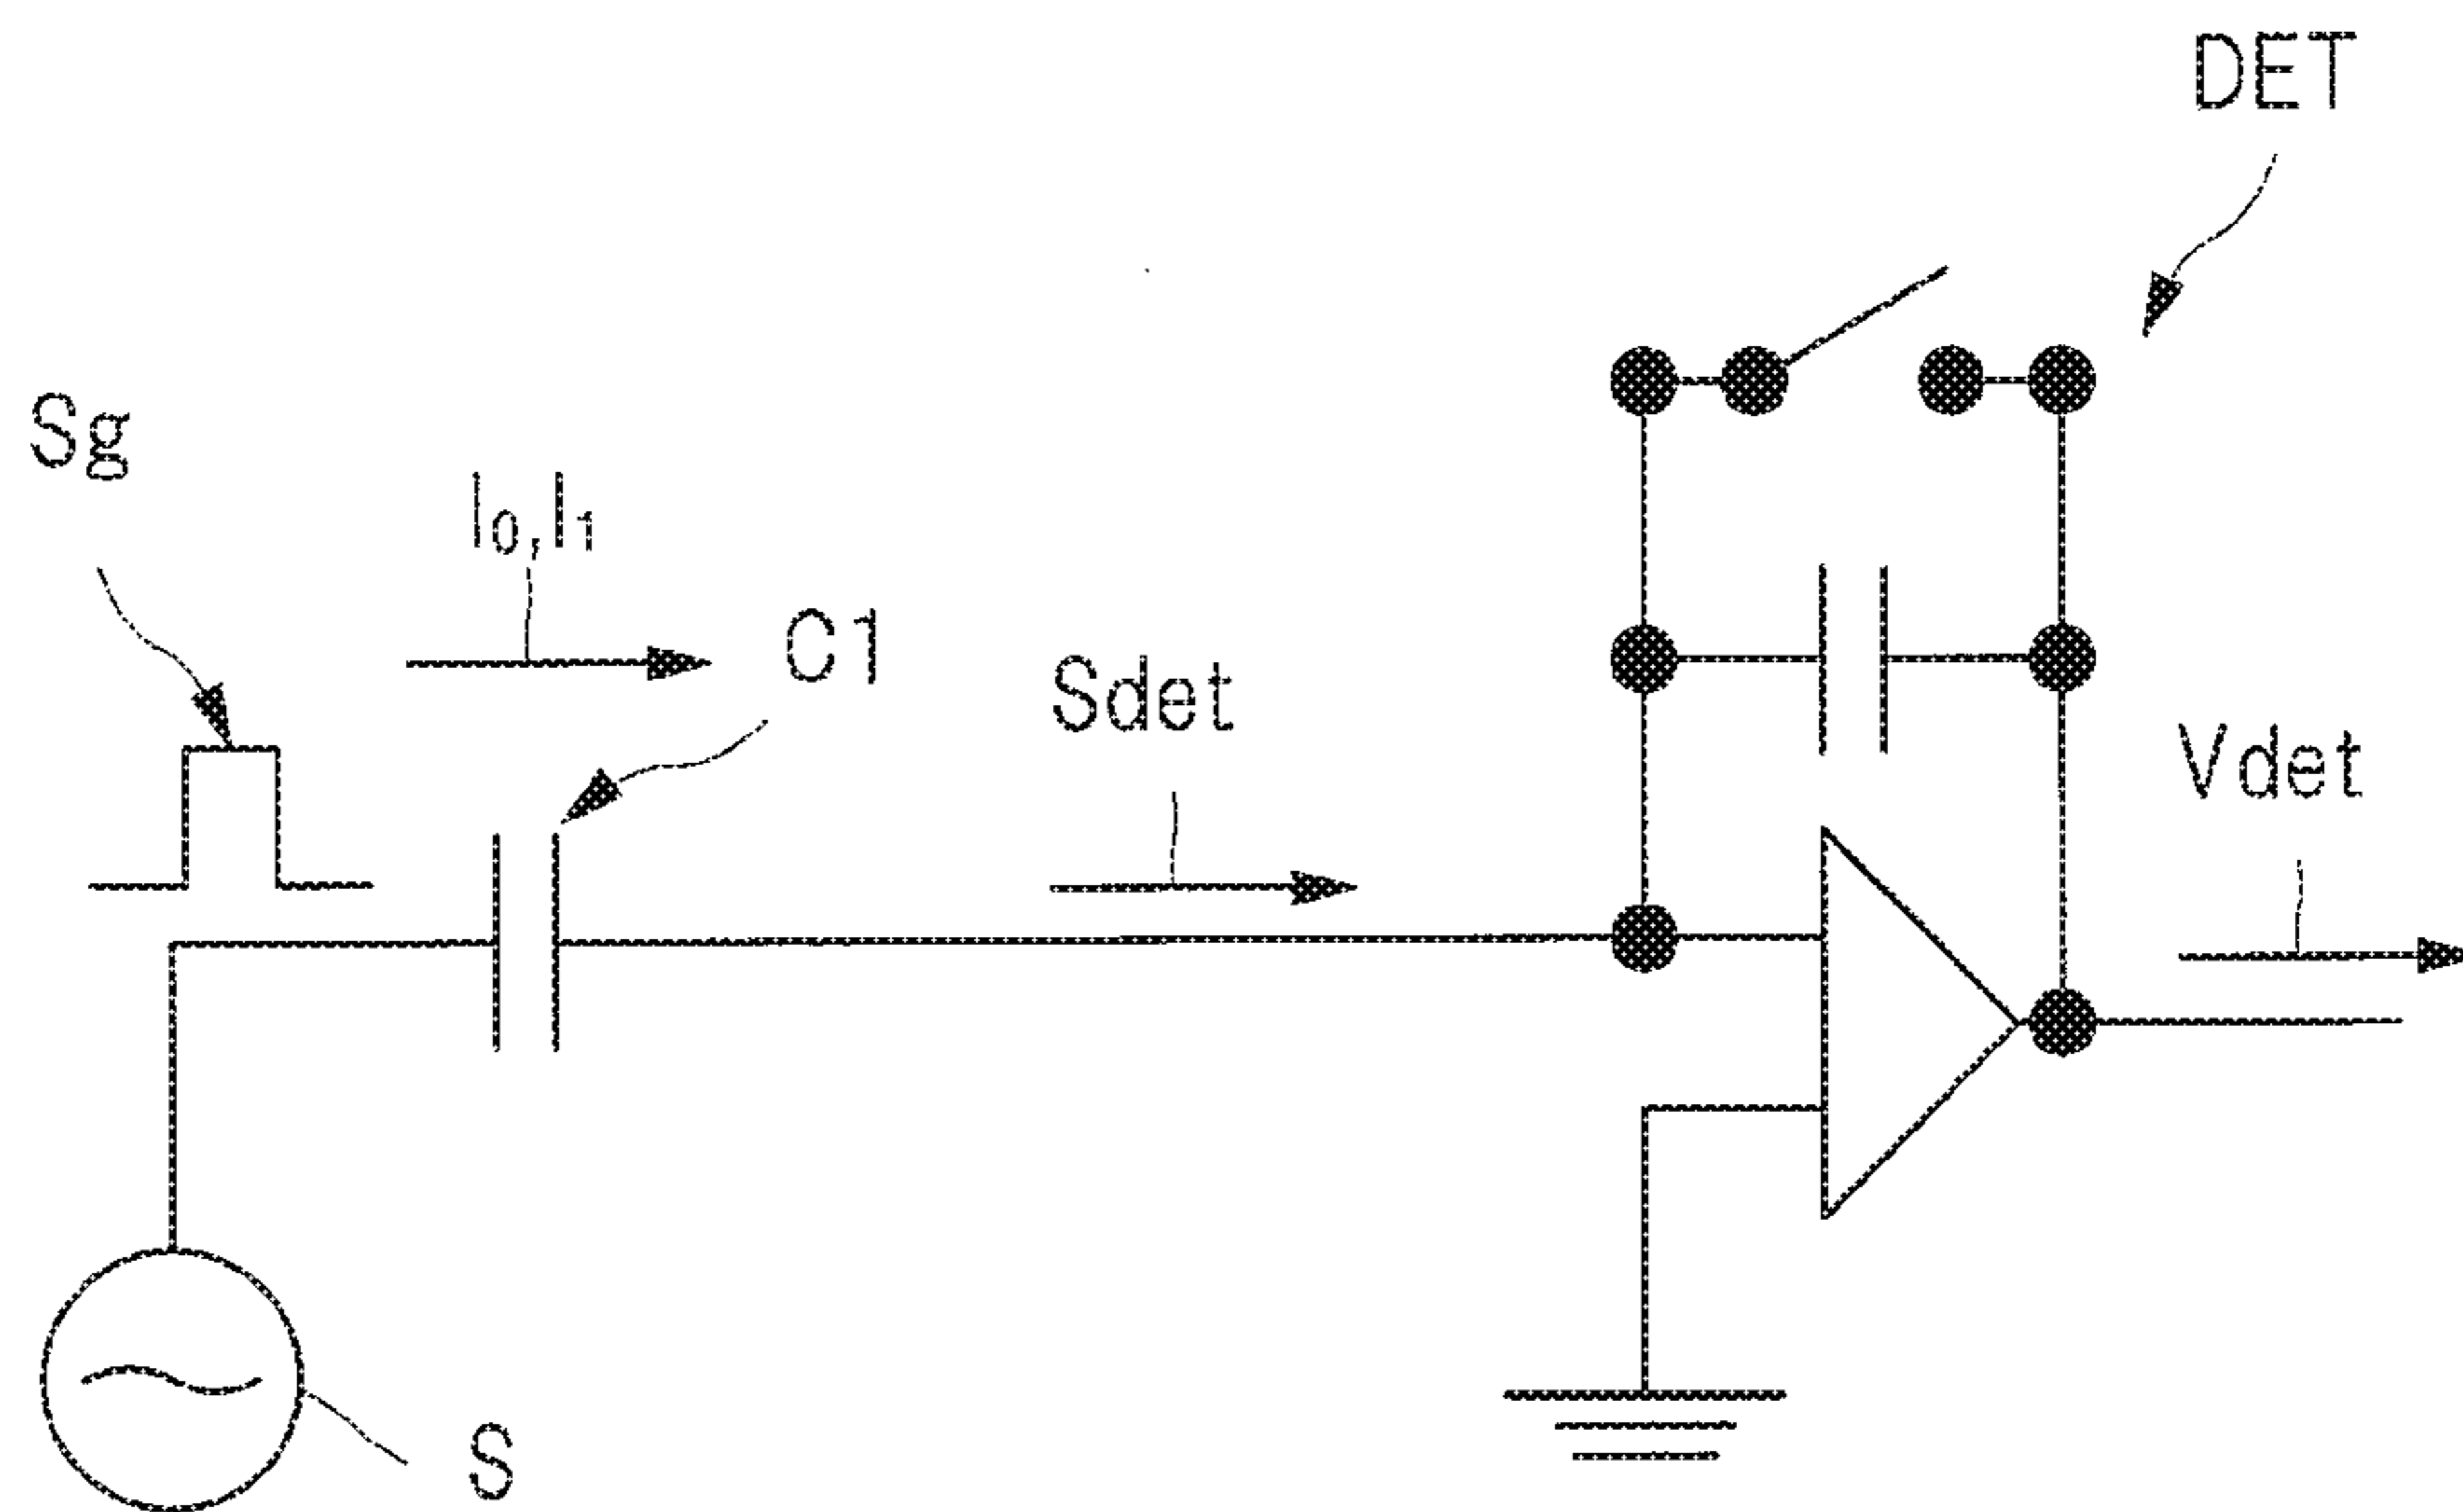 DET
Sg
I₀,I₁
C1
Sdet
Vdet
S